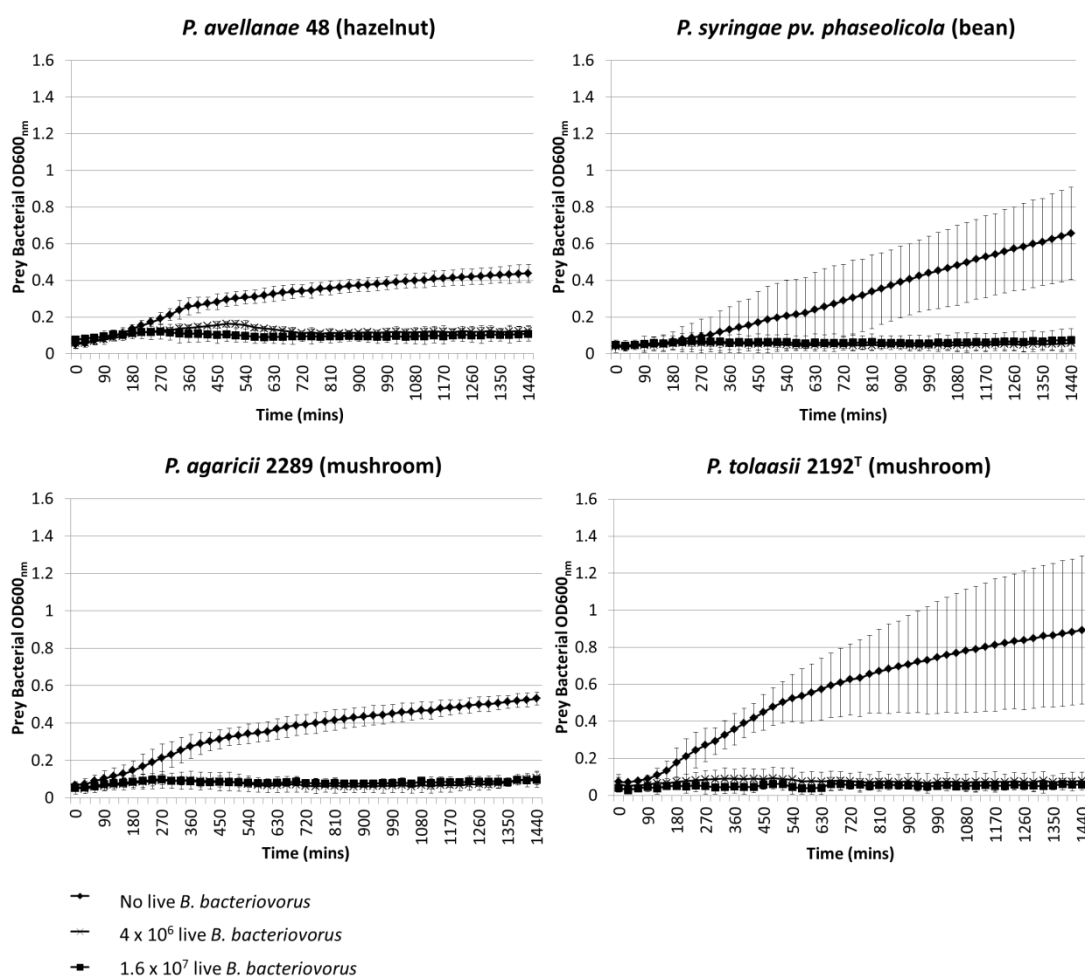 P. avellanae 48 (hazelnut)
1.6
1.4
1.2
1
0.8
0.6
0.4
0.2
0
Prey Bacterial OD600nm
0 90 180 270 360 450 540 630 720 810 900 990 1080 1170 1260 1350 1440
Time (mins)
P. syringae pv. phaseolicola (bean)
1.6
1.4
1.2
1
0.8
0.6
0.4
0.2
0
Prey Bacterial OD600nm
0 90 180 270 360 450 540 630 720 810 900 990 1080 1170 1260 1350 1440
Time (mins)
P. agaricii 2289 (mushroom)
1.6
1.4
1.2
1
0.8
0.6
0.4
0.2
0
Prey Bacterial OD600nm
0 90 180 270 360 450 540 630 720 810 900 990 1080 1170 1260 1350 1440
Time (mins)
P. tolaasii 2192ᵀ (mushroom)
1.6
1.4
1.2
1
0.8
0.6
0.4
0.2
0
Prey Bacterial OD600nm
0 90 180 270 360 450 540 630 720 810 900 990 1080 1170 1260 1350 1440
Time (mins)
No live B. bacteriovorus
4 x 10⁶ live B. bacteriovorus
1.6 x 10⁷ live B. bacteriovorus